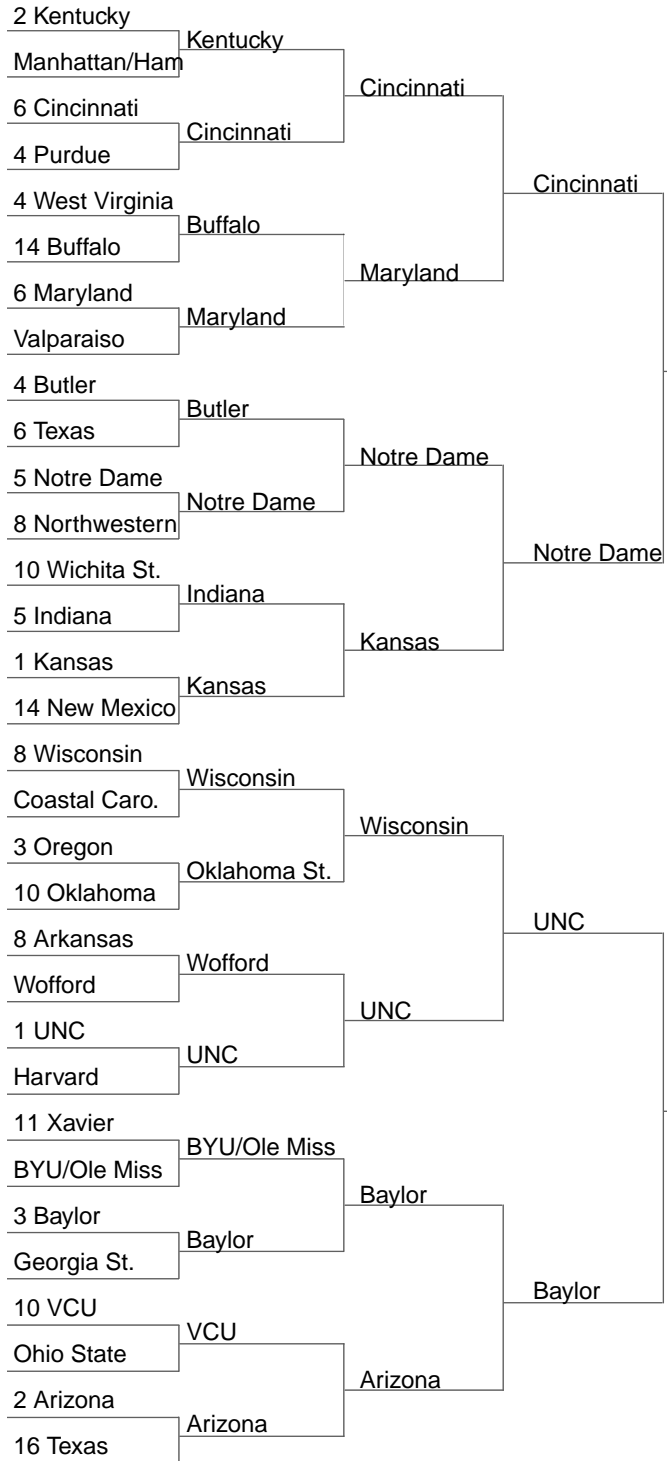 2 Kentucky
Kentucky
Manhattan/Ham
Cincinnati
6 Cincinnati
Cincinnati
4 Purdue
Cincinnati
4 West Virginia
Buffalo
14 Buffalo
Maryland
6 Maryland
Maryland
Valparaiso
4 Butler
Butler
6 Texas
Notre Dame
5 Notre Dame
Notre Dame
8 Northwestern
Notre Dame
10 Wichita St.
Indiana
5 Indiana
Kansas
1 Kansas
Kansas
14 New Mexico
8 Wisconsin
Wisconsin
Coastal Caro.
Wisconsin
3 Oregon
Oklahoma St.
10 Oklahoma
UNC
8 Arkansas
Wofford
Wofford
UNC
1 UNC
UNC
Harvard
11 Xavier
BYU/Ole Miss
BYU/Ole Miss
Baylor
3 Baylor
Baylor
Georgia St.
Baylor
10 VCU
VCU
Ohio State
Arizona
2 Arizona
Arizona
16 Texas